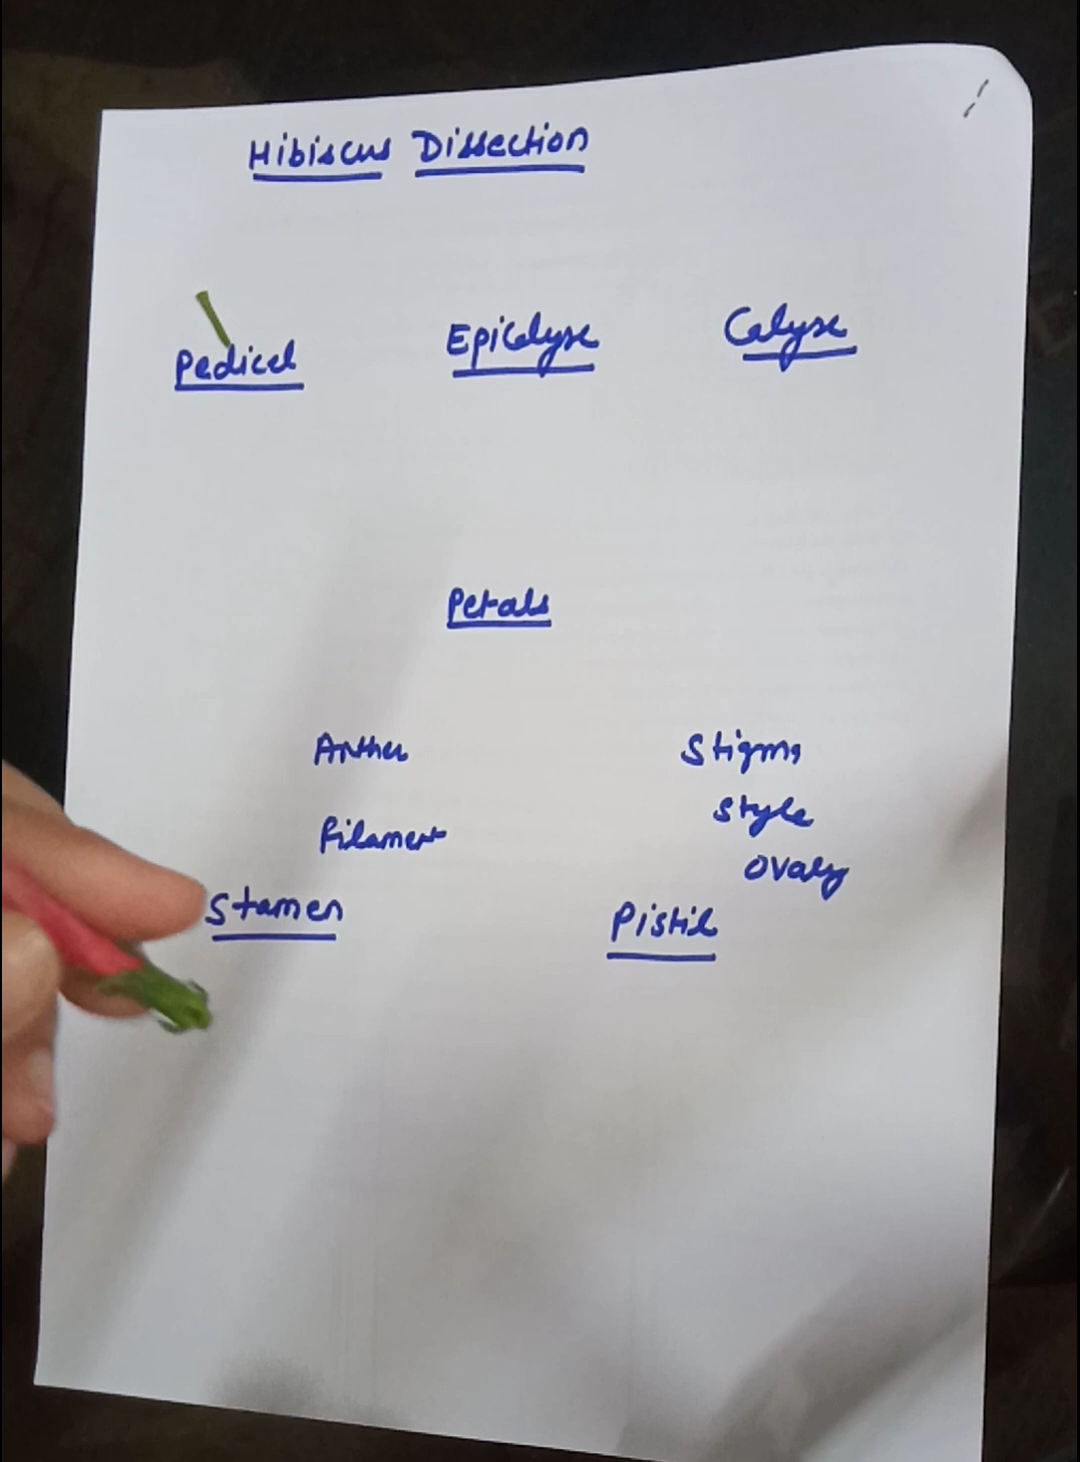 Hibiscus Dissection
Pedicel Epicalyx Calyx
Petals
Anther Stigma
Filament Style
Ovary
Stamen Pistil